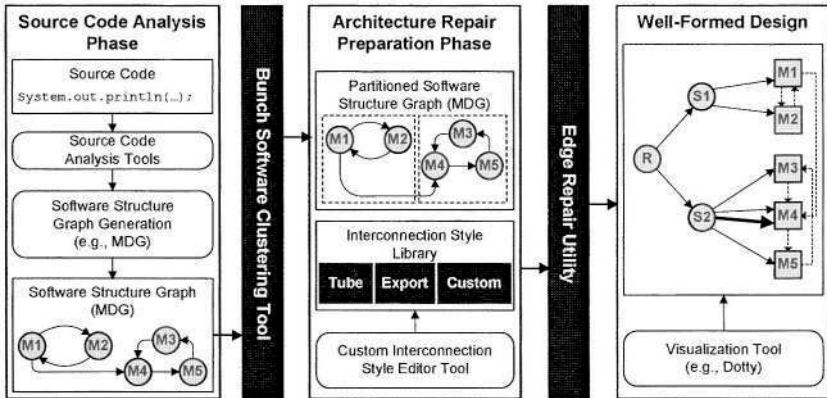 Source Code Analysis
Phase
Source Code
System.out.println(…);
Source Code
Analysis Tools
Software Structure
Graph Generation
(e.g., MDG)
Software Structure Graph
(MDG)
M1
M2
M3
M4
M5
Bunch Software Clustering Tool
Architecture Repair
Preparation Phase
Partitioned Software
Structure Graph (MDG)
M1
M2
M3
M4
M5
Interconnection Style
Library
Tube
Export
Custom
Custom Interconnection
Style Editor Tool
Edge Repair Utility
Well-Formed Design
R
S1
S2
M1
M2
M3
M4
M5
Visualization Tool
(e.g., Dotty)